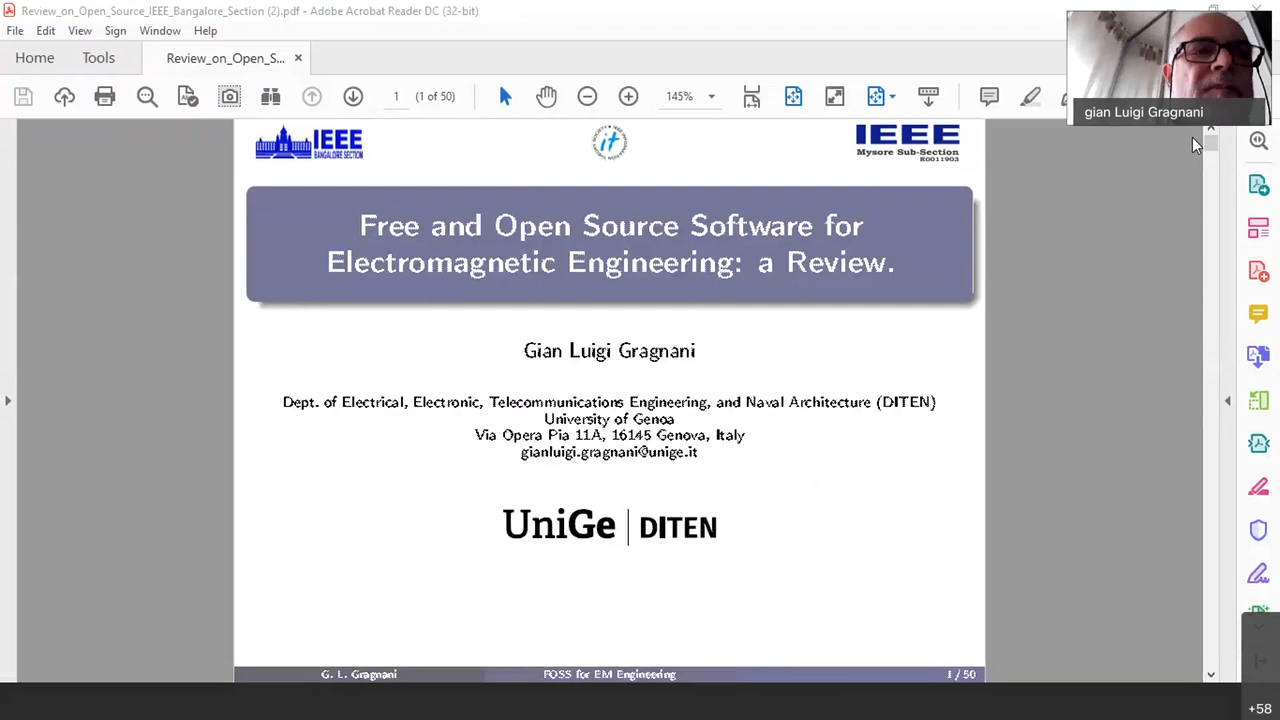 Review_on_Open_Source_IEEE_Bangalore_Section (2).pdf - Adobe Acrobat Reader DC (32-bit)
File Edit View Sign Window Help
Home Tools Review_on_Open_S... ×
1 (1 of 50) 145%
gian Luigi Gragnani
IEEE
BANGALORE SECTION
it
IEEE
Mysore Sub-Section
R0011903
Free and Open Source Software for
Electromagnetic Engineering: a Review.
Gian Luigi Gragnani
Dept. of Electrical, Electronic, Telecommunications Engineering, and Naval Architecture (DITEN)
University of Genoa
Via Opera Pia 11A, 16145 Genova, Italy
gianluigi.gragnani@unige.it
UniGe | DITEN
G. L. Gragnani FOSS for EM Engineering 1 / 50
+58